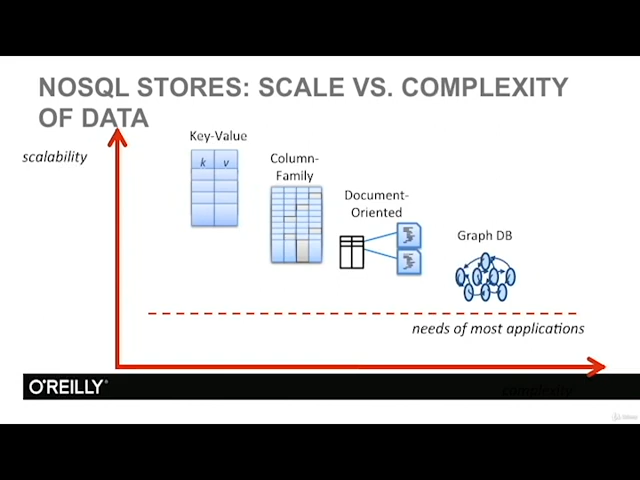 NOSQL STORES: SCALE VS. COMPLEXITY
OF DATA
scalability
Key-Value
k v
Column-
Family
Document-
Oriented
Graph DB
needs of most applications
complexity
O'REILLY®